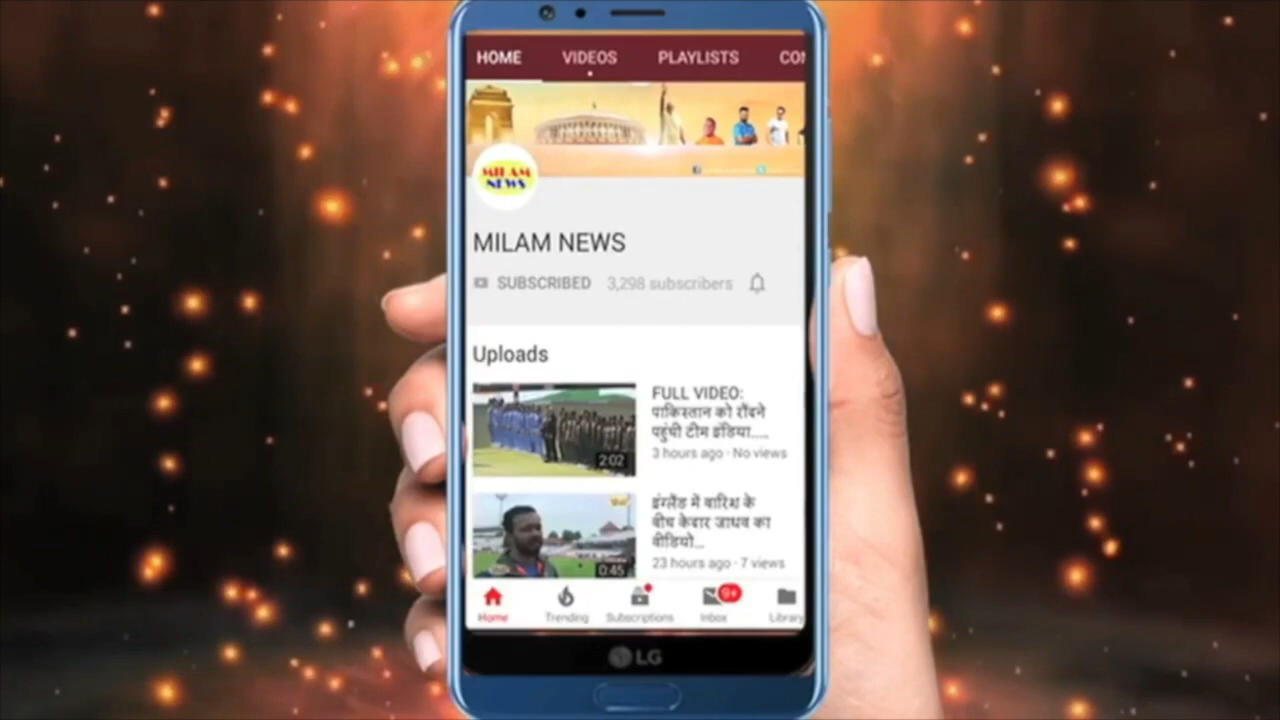 HOME VIDEOS PLAYLISTS CO
MILAM
NEWS
MILAM NEWS
SUBSCRIBED 3,298 subscribers
Uploads
FULL VIDEO:
पाकिस्तान को रौंदने
पहुंची टीम इंडिया.....
3 hours ago · No views
2:02
इंग्लैंड में बारिश के
बीच केदार जाधव का
वीडियो...
23 hours ago · 7 views
0:45
Home Trending Subscriptions Inbox 9+ Library
LG